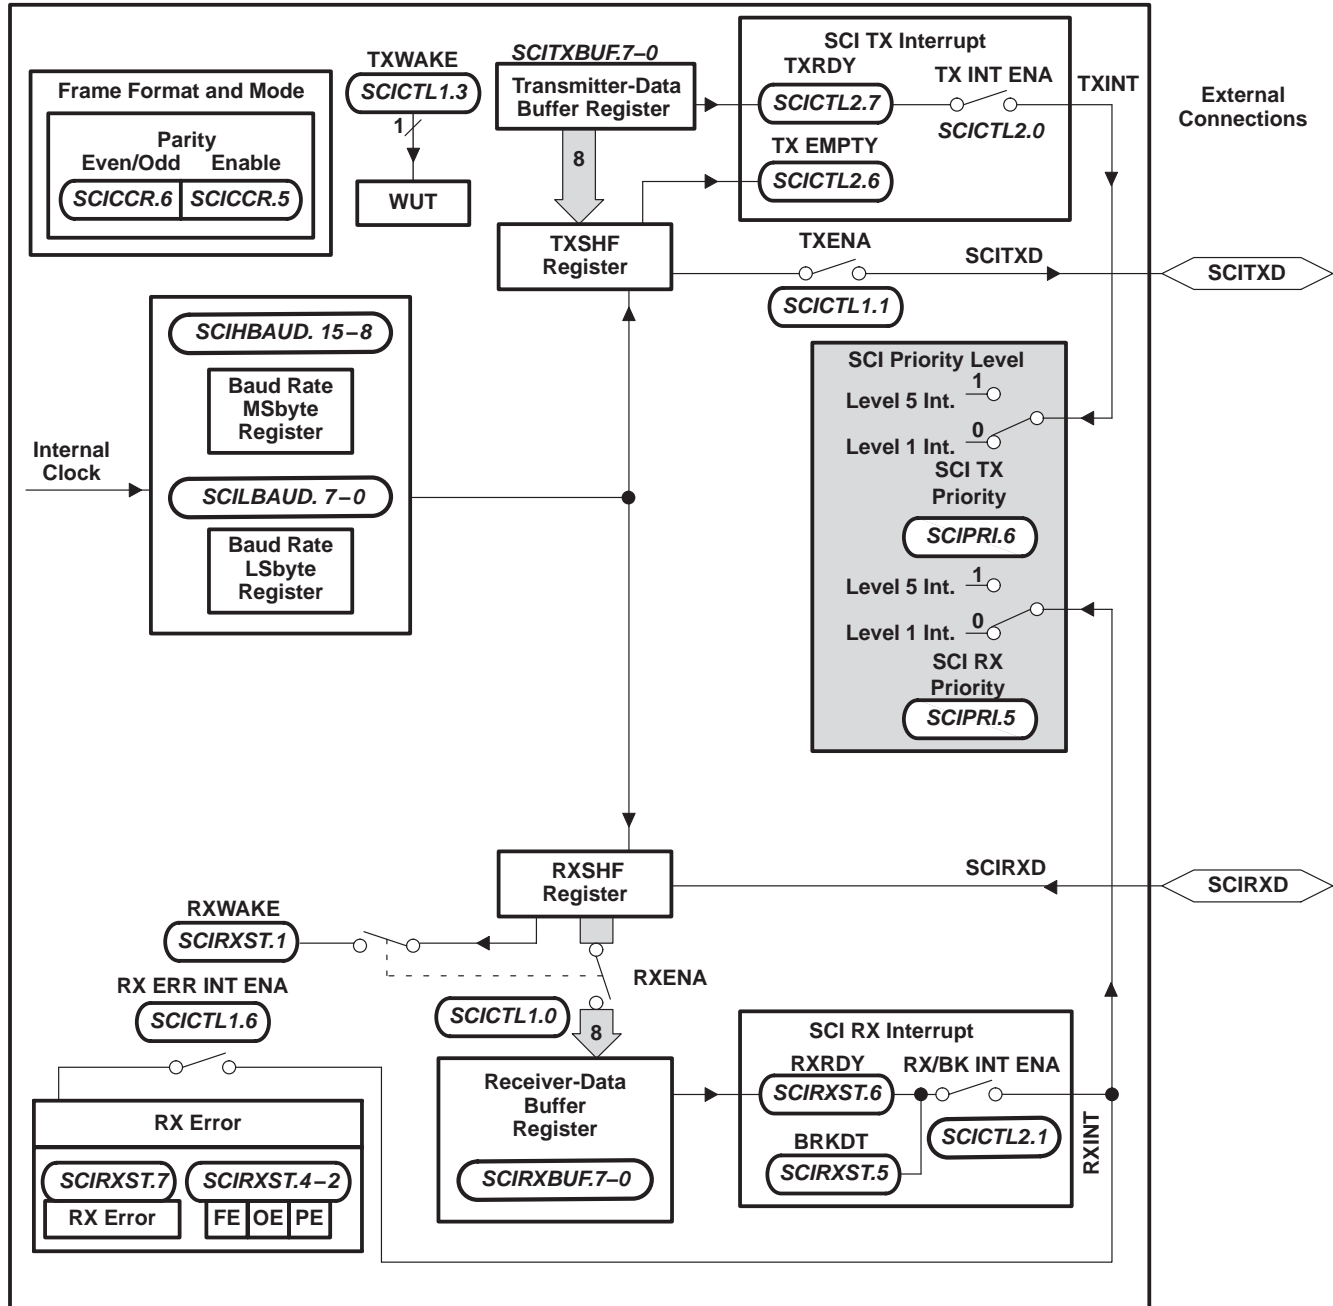 Frame Format and Mode
Parity
Even/Odd Enable
SCICCR.6 SCICCR.5
TXWAKE
SCICTL1.3
1
WUT
SCITXBUF.7–0
Transmitter-Data
Buffer Register
8
TXSHF
Register
SCI TX Interrupt
TXRDY
SCICTL2.7
TX INT ENA
SCICTL2.0
TX EMPTY
SCICTL2.6
TXINT
External
Connections
TXENA
SCICTL1.1
SCITXD
SCITXD
SCIHBAUD. 15–8
Baud Rate
MSbyte
Register
Internal
Clock
SCILBAUD. 7–0
Baud Rate
LSbyte
Register
SCI Priority Level
1
Level 5 Int.
0
Level 1 Int.
SCI TX
Priority
SCIPRI.6
1
Level 5 Int.
0
Level 1 Int.
SCI RX
Priority
SCIPRI.5
RXSHF
Register
SCIRXD
SCIRXD
RXWAKE
SCIRXST.1
RXENA
SCICTL1.0
8
RX ERR INT ENA
SCICTL1.6
RX Error
SCIRXST.7 SCIRXST.4–2
RX Error FE OE PE
Receiver-Data
Buffer
Register
SCIRXBUF.7–0
SCI RX Interrupt
RXRDY
SCIRXST.6
RX/BK INT ENA
SCICTL2.1
BRKDT
SCIRXST.5
RXINT